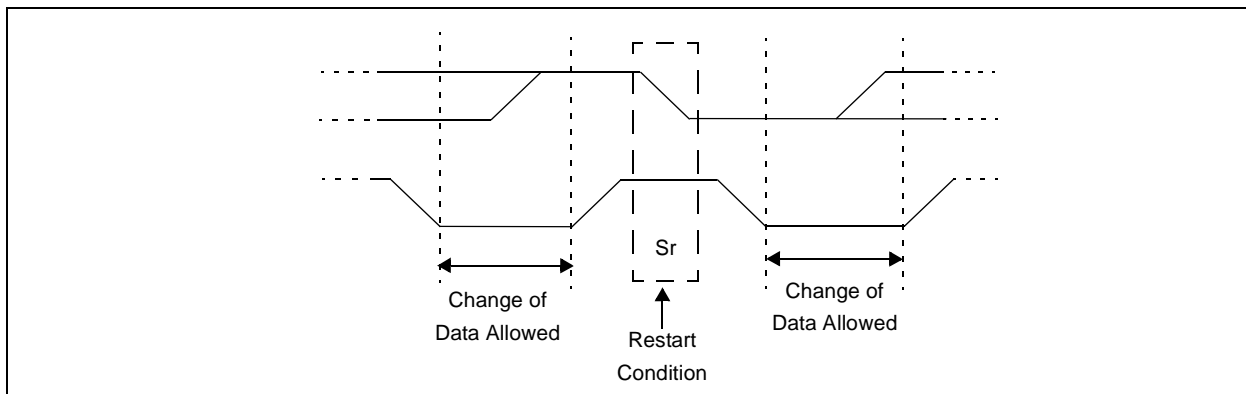 Sr
Change of
Data Allowed
Restart
Condition
Change of
Data Allowed